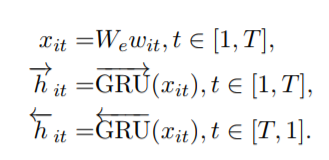 x_{it} = W_e w_{it}, t ∈ [1, T],
\overrightarrow{h}_{it} = \overrightarrow{GRU}(x_{it}), t ∈ [1, T],
\overleftarrow{h}_{it} = \overleftarrow{GRU}(x_{it}), t ∈ [T, 1].